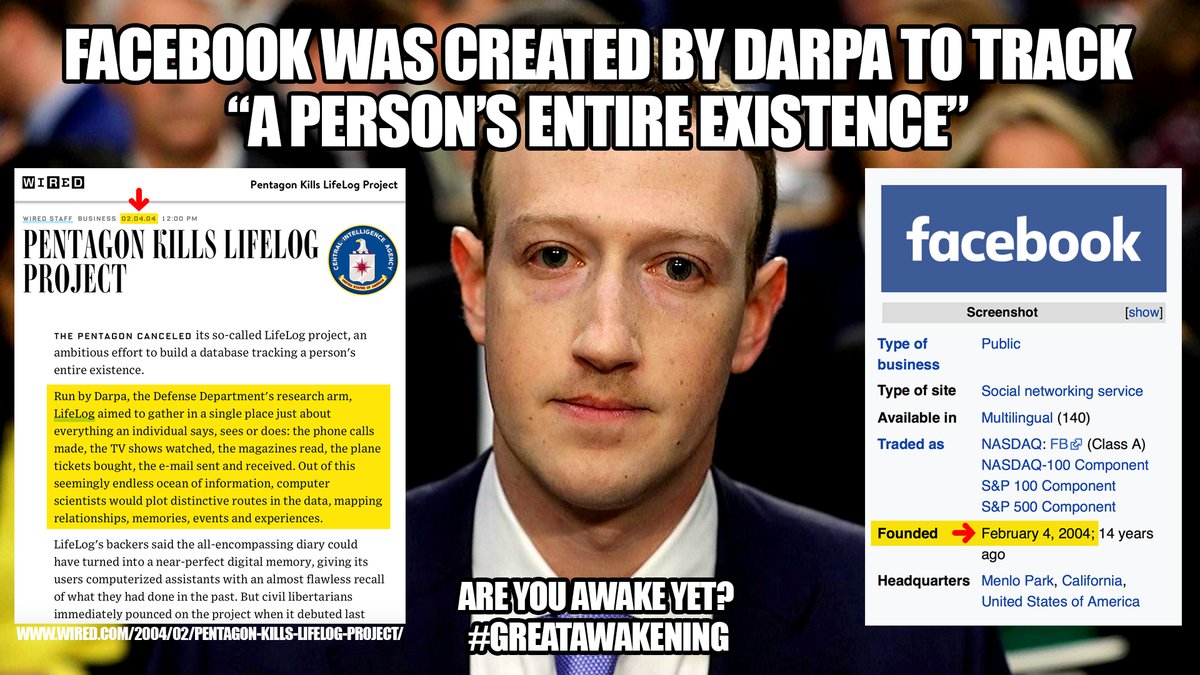 FACEBOOK WAS CREATED BY DARPA TO TRACK
“A PERSON’S ENTIRE EXISTENCE”
WIRED
Pentagon Kills LifeLog Project
WIRED STAFF BUSINESS 02.04.04 12:00 PM
PENTAGON KILLS LIFELOG
PROJECT
CENTRAL INTELLIGENCE AGENCY
UNITED STATES OF AMERICA
THE PENTAGON CANCELED its so-called LifeLog project, an
ambitious effort to build a database tracking a person's
entire existence.
Run by Darpa, the Defense Department's research arm,
LifeLog aimed to gather in a single place just about
everything an individual says, sees or does: the phone calls
made, the TV shows watched, the magazines read, the plane
tickets bought, the e-mail sent and received. Out of this
seemingly endless ocean of information, computer
scientists would plot distinctive routes in the data, mapping
relationships, memories, events and experiences.
LifeLog's backers said the all-encompassing diary could
have turned into a near-perfect digital memory, giving its
users computerized assistants with an almost flawless recall
of what they had done in the past. But civil libertarians
immediately pounced on the project when it debuted last
WWW.WIRED.COM/2004/02/PENTAGON-KILLS-LIFELOG-PROJECT/
facebook
Screenshot [show]
Type of business Public
Type of site Social networking service
Available in Multilingual (140)
Traded as NASDAQ: FB (Class A)
NASDAQ-100 Component
S&P 100 Component
S&P 500 Component
Founded February 4, 2004; 14 years
ago
Headquarters Menlo Park, California,
United States of America
ARE YOU AWAKE YET?
#GREATAWAKENING